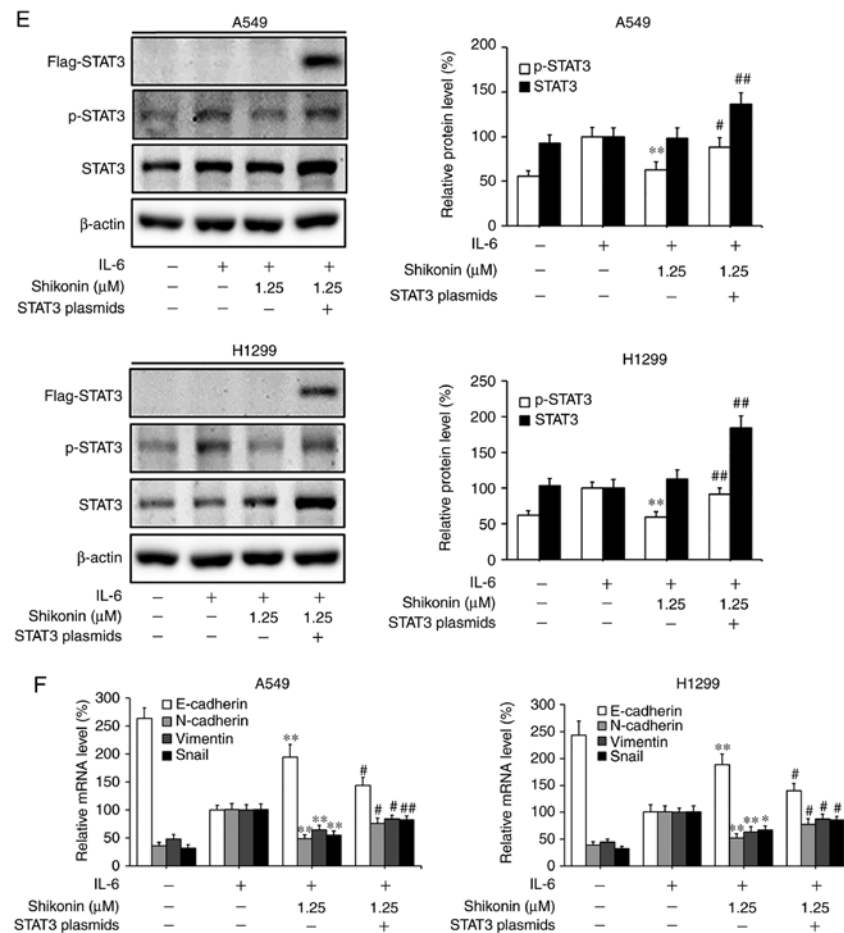 E
A549
Flag-STAT3
p-STAT3
STAT3
β-actin
IL-6 – + + +
Shikonin (μM) – – 1.25 1.25
STAT3 plasmids – – – +
A549
Relative protein level (%)
200
150
100
50
0
p-STAT3
STAT3
**
#
##
IL-6 – + + +
Shikonin (μM) – – 1.25 1.25
STAT3 plasmids – – – +
H1299
Flag-STAT3
p-STAT3
STAT3
β-actin
IL-6 – + + +
Shikonin (μM) – – 1.25 1.25
STAT3 plasmids – – – +
H1299
Relative protein level (%)
250
200
150
100
50
0
p-STAT3
STAT3
**
##
##
IL-6 – + + +
Shikonin (μM) – – 1.25 1.25
STAT3 plasmids – – – +
F
A549
Relative mRNA level (%)
300
250
200
150
100
50
0
E-cadherin
N-cadherin
Vimentin
Snail
**
** ** **
#
# # ##
IL-6 – + + +
Shikonin (μM) – – 1.25 1.25
STAT3 plasmids – – – +
H1299
Relative mRNA level (%)
300
250
200
150
100
50
0
E-cadherin
N-cadherin
Vimentin
Snail
**
** ** *
#
# # #
IL-6 – + + +
Shikonin (μM) – – 1.25 1.25
STAT3 plasmids – – – +